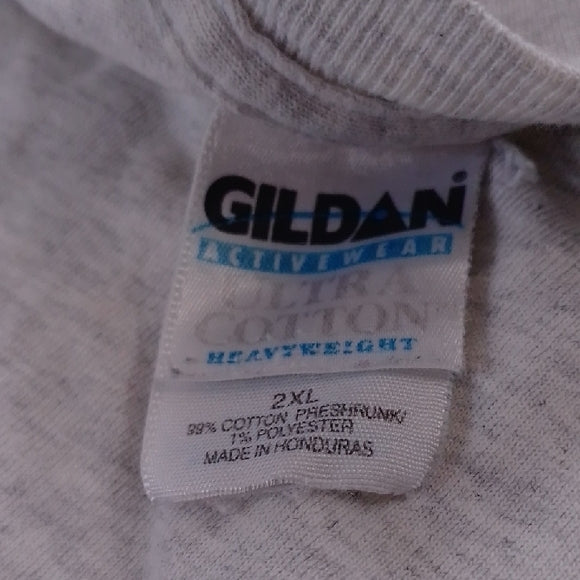 GILDAN
ACTIVEWEAR
ULTRA
COTTON
HEAVYWEIGHT
2XL
99% COTTON PRESHRUNK/
1% POLYESTER
MADE IN HONDURAS